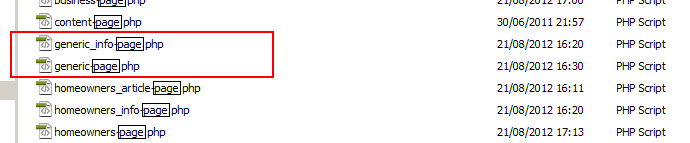 business-page.php 21/08/2012 17:00 PHP Script
content-page.php 30/06/2011 21:57 PHP Script
generic_info-page.php 21/08/2012 16:20 PHP Script
generic-page.php 21/08/2012 16:30 PHP Script
homeowners_article-page.php 21/08/2012 16:11 PHP Script
homeowners_info-page.php 21/08/2012 16:20 PHP Script
homeowners-page.php 21/08/2012 17:13 PHP Script